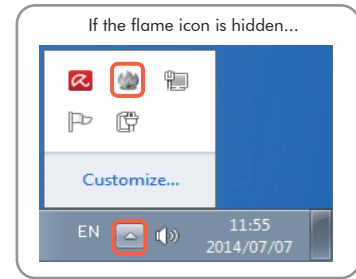 If the flame icon is hidden...
Customize...
EN
11:55
2014/07/07